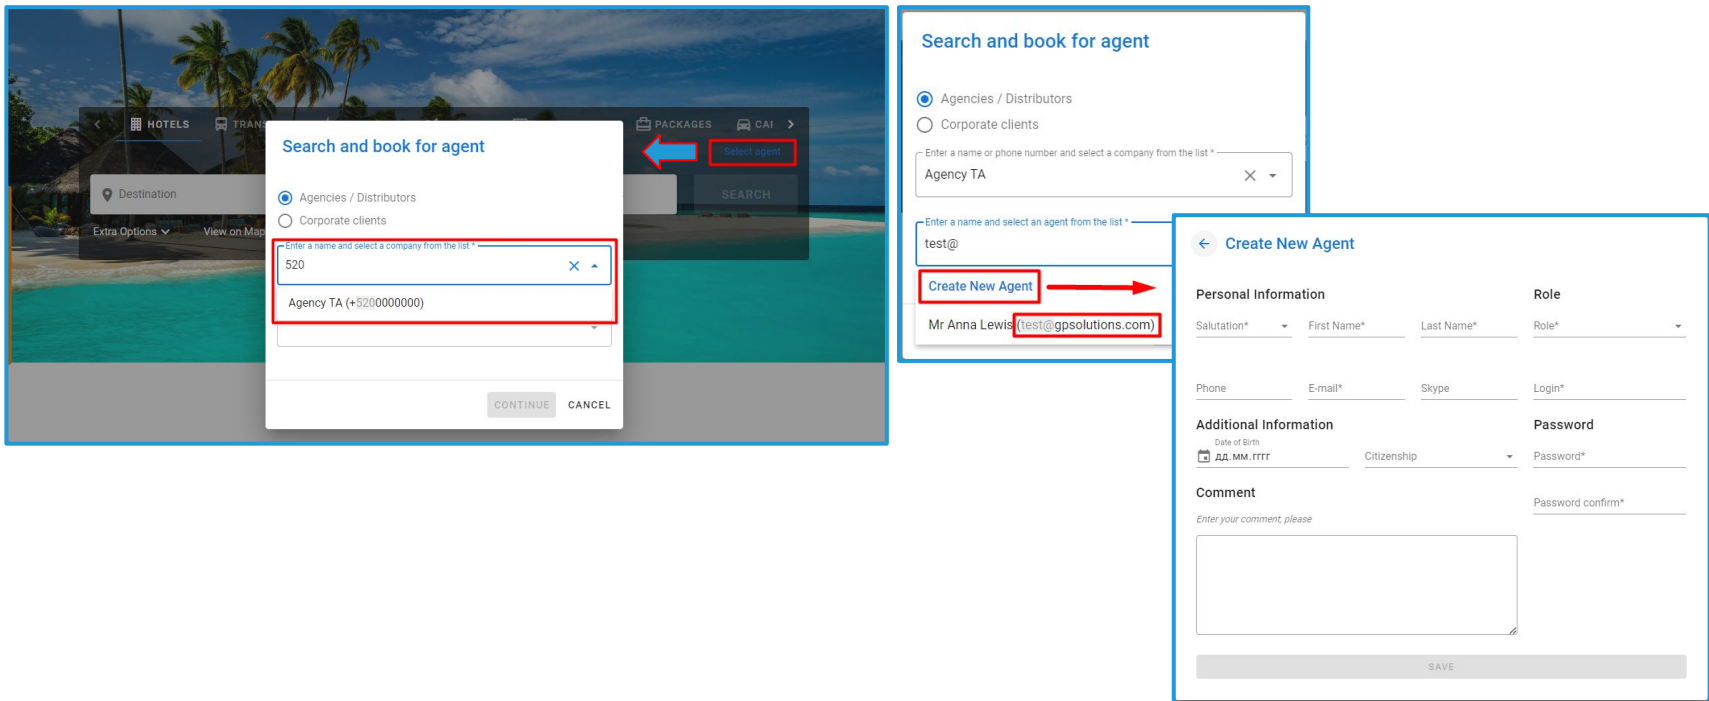 HOTELS
TRANS
PACKAGES
CAI
Select agent
Destination
SEARCH
Extra Options
View on Map
Search and book for agent
Agencies / Distributors
Corporate clients
Enter a name and select a company from the list *
520
Agency TA (+5200000000)
CONTINUE CANCEL
Search and book for agent
Agencies / Distributors
Corporate clients
Enter a name or phone number and select a company from the list *
Agency TA
Enter a name and select an agent from the list *
test@
Create New Agent
Mr Anna Lewis (test@gpsolutions.com)
Create New Agent
Personal Information Role
Salutation* First Name* Last Name* Role*
Phone E-mail* Skype Login*
Additional Information Password
Date of Birth
дд.мм.гггг Citizenship Password*
Comment
Password confirm*
Enter your comment, please
SAVE